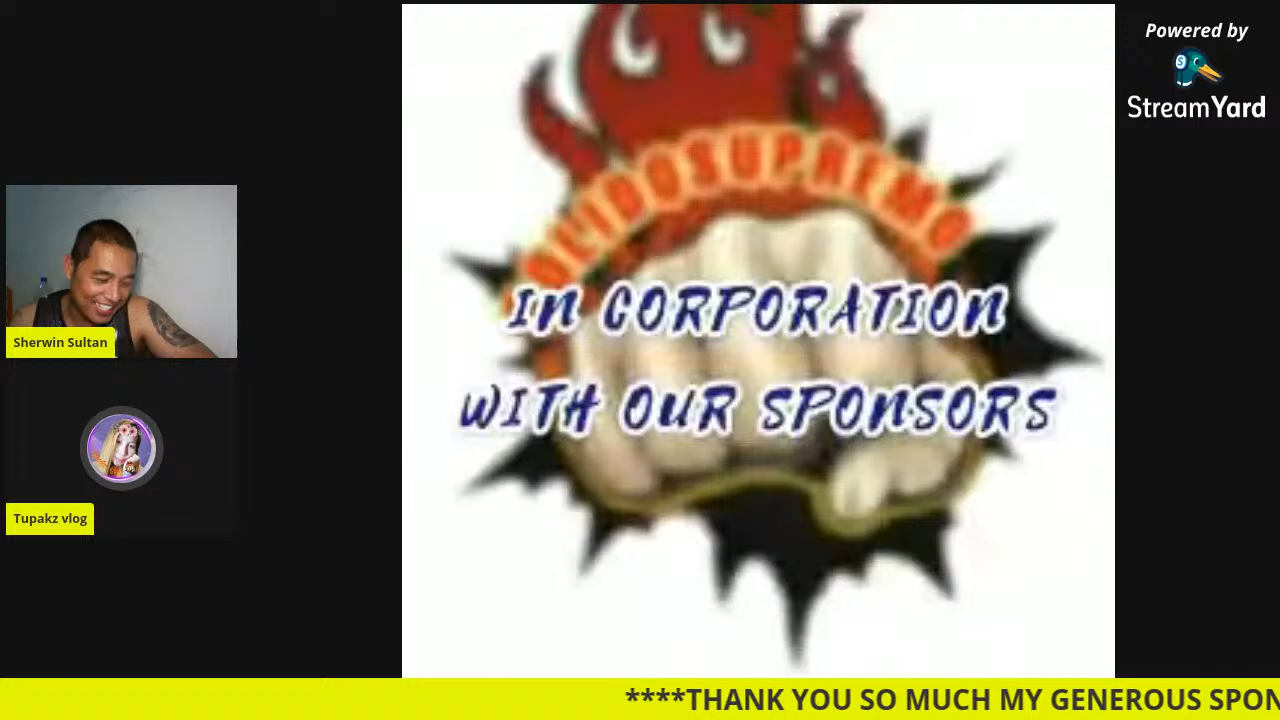 Powered by
StreamYard
OLIDOSUPREMO
In CORPORATIOn
WITH OUR SPOnSORS
Sherwin Sultan
Tupakz vlog
****THANK YOU SO MUCH MY GENEROUS SPON